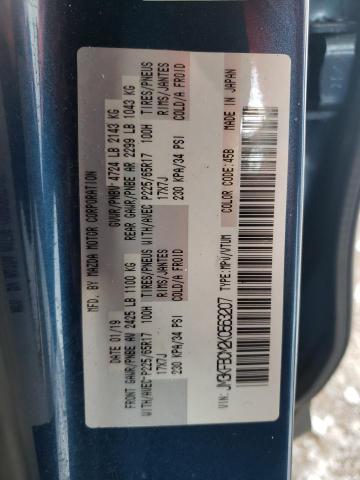 MFD. BY MAZDA MOTOR CORPORATION
DATE 01/19 GVWR/PNBV 4724 LB 2143 KG
FRONT GAWR/PNBE AV 2425 LB 1100 KG REAR GAWR/PNBE AR 2299 LB 1043 KG
WITH/AVEC P225/65R17 100H TIRES/PNEUS WITH/AVEC P225/65R17 100H TIRES/PNEUS
17X7J RIMS/JANTES 17X7J RIMS/JANTES
230 KPA/34 PSI COLD/A FROID 230 KPA/34 PSI COLD/A FROID
VIN: JM3KFBDM2K0563207 TYPE:MPV/VTUM COLOR CODE:45B MADE IN JAPAN